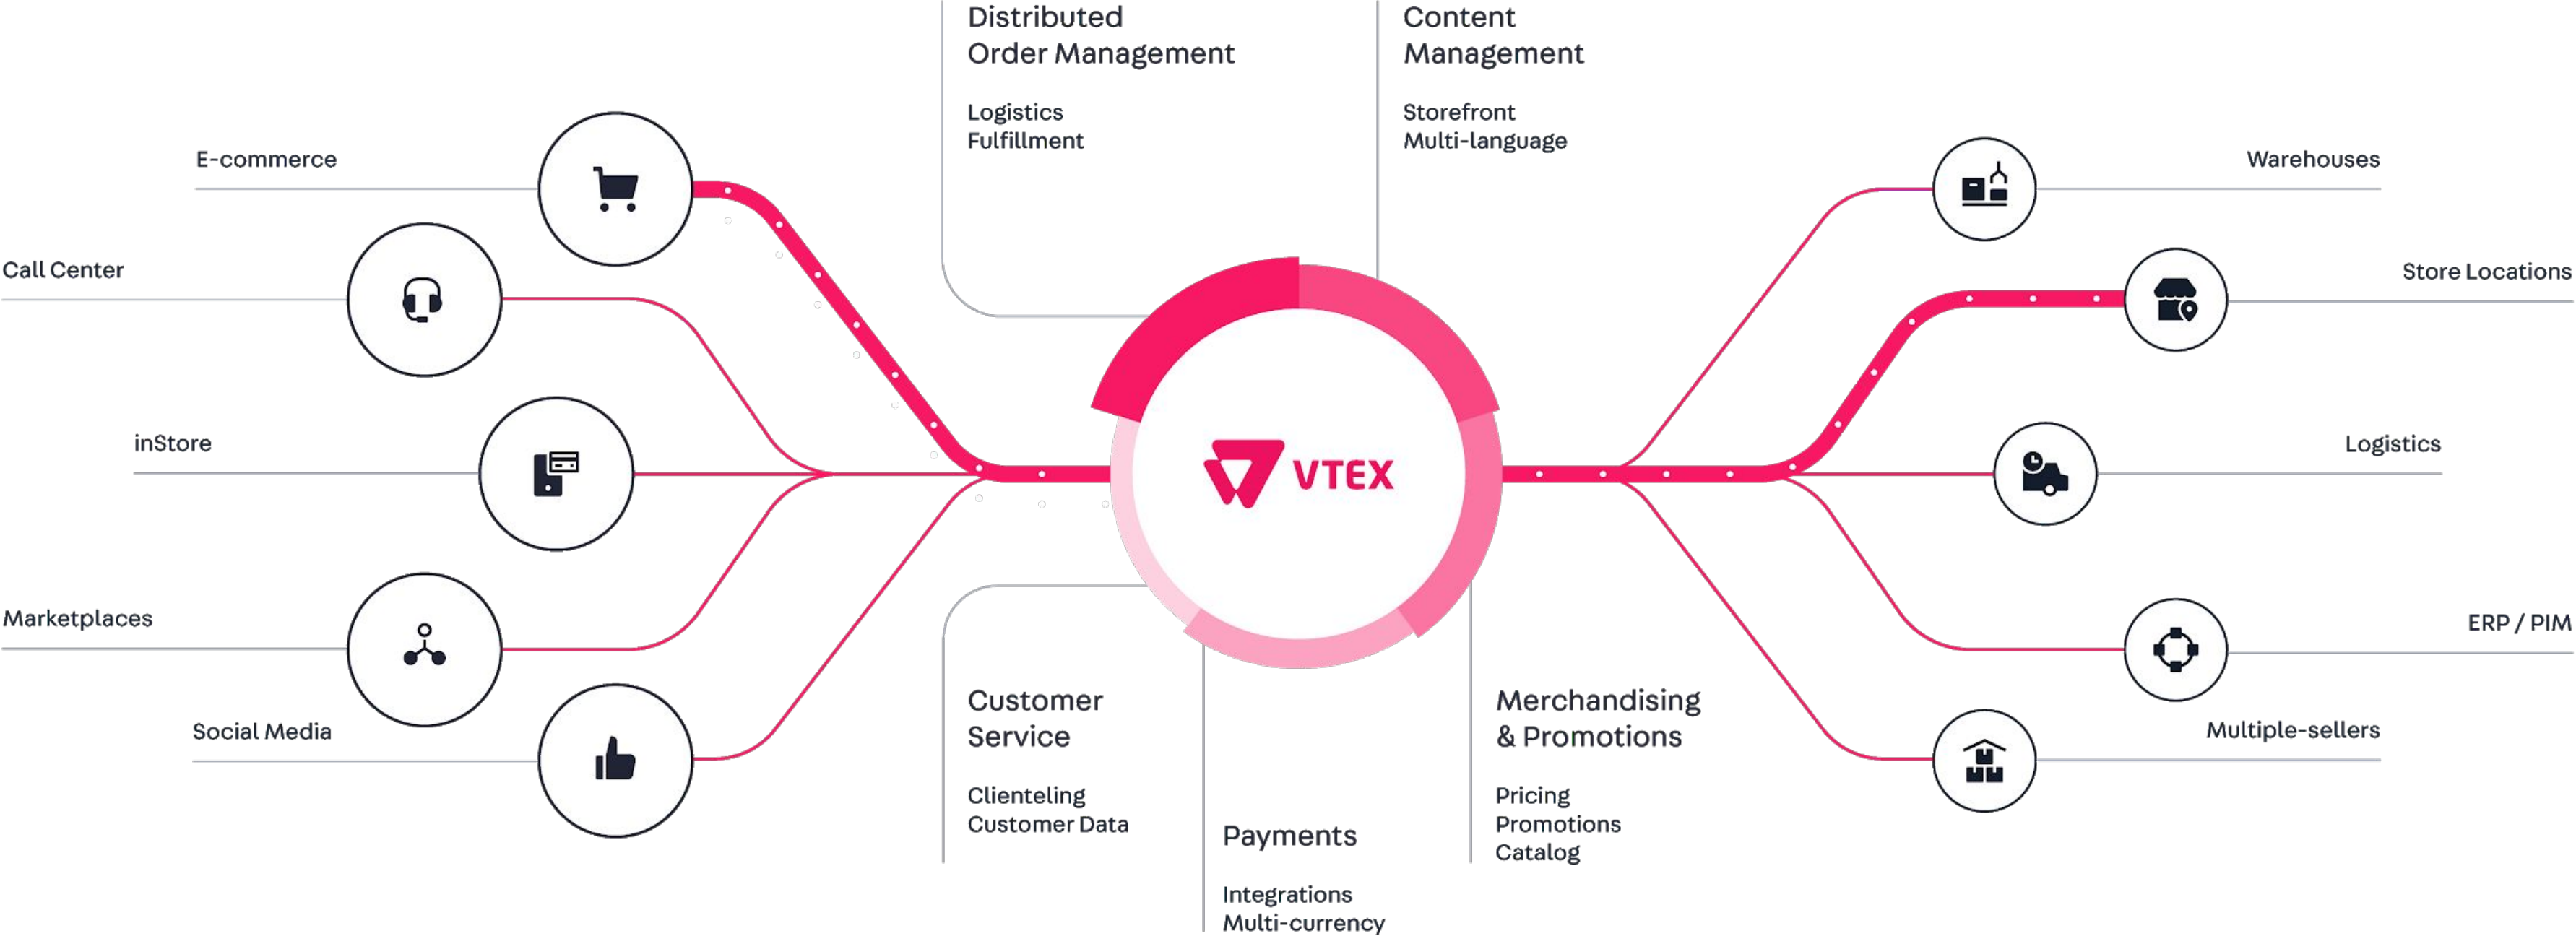 Distributed
Order Management
Logistics
Fulfillment
Content
Management
Storefront
Multi-language
E-commerce
Call Center
inStore
Marketplaces
Social Media
VTEX
Warehouses
Store Locations
Logistics
ERP / PIM
Multiple-sellers
Customer
Service
Clienteling
Customer Data
Payments
Integrations
Multi-currency
Merchandising
& Promotions
Pricing
Promotions
Catalog